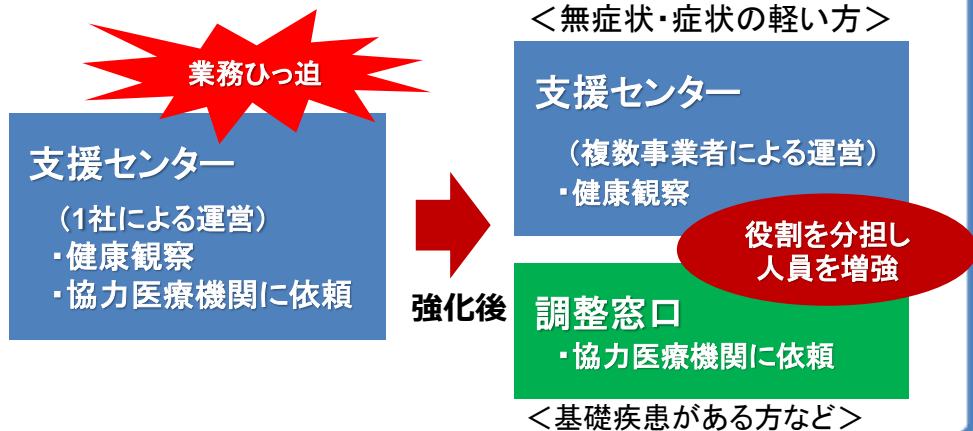 業務ひっ迫
支援センター
（1社による運営）
・健康観察
・協力医療機関に依頼
強化後
＜無症状・症状の軽い方＞
支援センター
（複数事業者による運営）
・健康観察
役割を分担し
人員を増強
調整窓口
・協力医療機関に依頼
＜基礎疾患がある方など＞